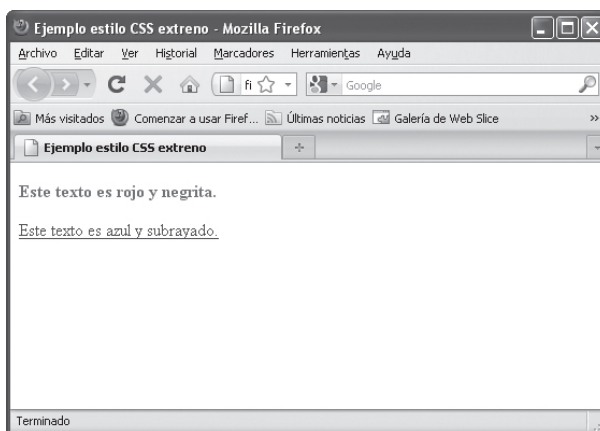 Ejemplo estilo CSS extreno - Mozilla Firefox
Archivo Editar Ver Historial Marcadores Herramientas Ayuda
fi Google
Más visitados Comenzar a usar Firef... Últimas noticias Galería de Web Slice »
Ejemplo estilo CSS extreno
Este texto es rojo y negrita.
Este texto es azul y subrayado.
Terminado